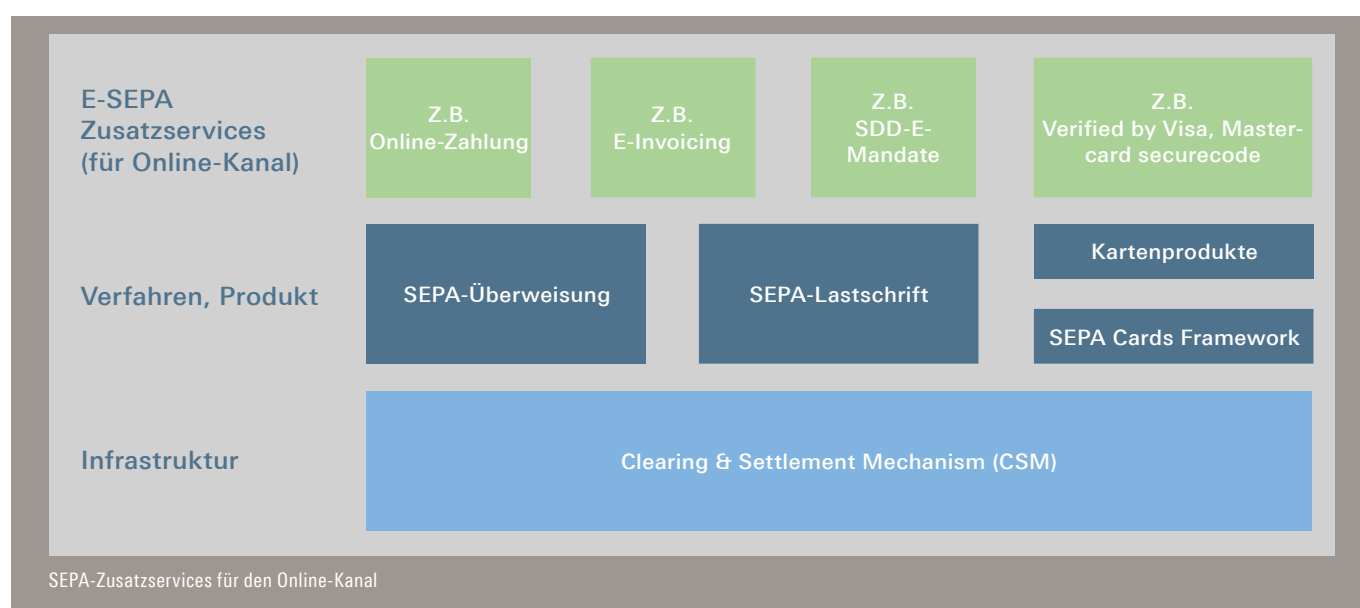 E-SEPA
Zusatzservices
(für Online-Kanal)
Z.B.
Online-Zahlung
Z.B.
E-Invoicing
Z.B.
SDD-E-
Mandate
Z.B.
Verified by Visa, Master-
card securecode
Verfahren, Produkt
SEPA-Überweisung
SEPA-Lastschrift
Kartenprodukte
SEPA Cards Framework
Infrastruktur
Clearing & Settlement Mechanism (CSM)
SEPA-Zusatzservices für den Online-Kanal